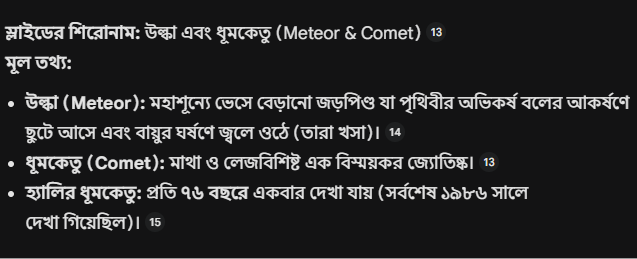 স্লাইডের শিরোনাম: উল্কা এবং ধূমকেতু (Meteor & Comet) 13
মূল তথ্য:
• উল্কা (Meteor): মহাশূন্যে ভেসে বেড়ানো জড়পিণ্ড যা পৃথিবীর অভিকর্ষ বলের আকর্ষণে
ছুটে আসে এবং বায়ুর ঘর্ষণে জ্বলে ওঠে (তারা খসা)। 14
• ধূমকেতু (Comet): মাথা ও লেজবিশিষ্ট এক বিস্ময়কর জ্যোতিষ্ক। 13
• হ্যালির ধূমকেতু: প্রতি ৭৬ বছরে একবার দেখা যায় (সর্বশেষ ১৯৮৬ সালে
দেখা গিয়েছিল)। 15